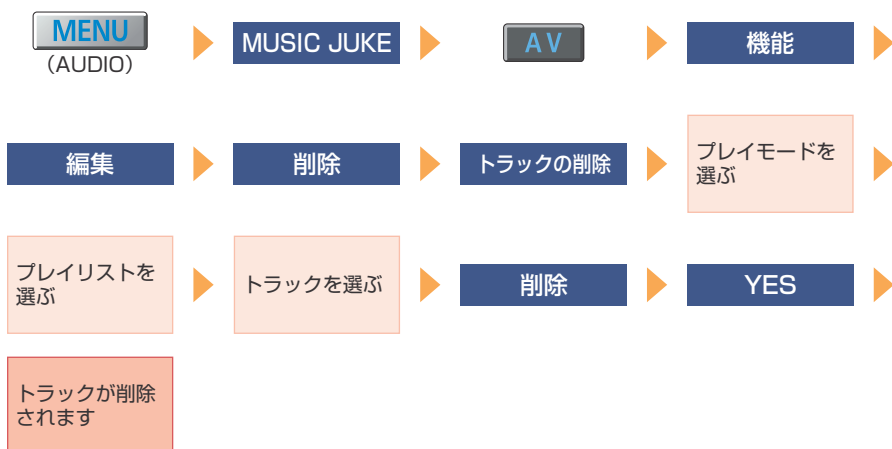 MENU
(AUDIO)
MUSIC JUKE
AV
機能
編集
削除
トラックの削除
プレイモードを
選ぶ
プレイリストを
選ぶ
トラックを選ぶ
削除
YES
トラックが削除
されます